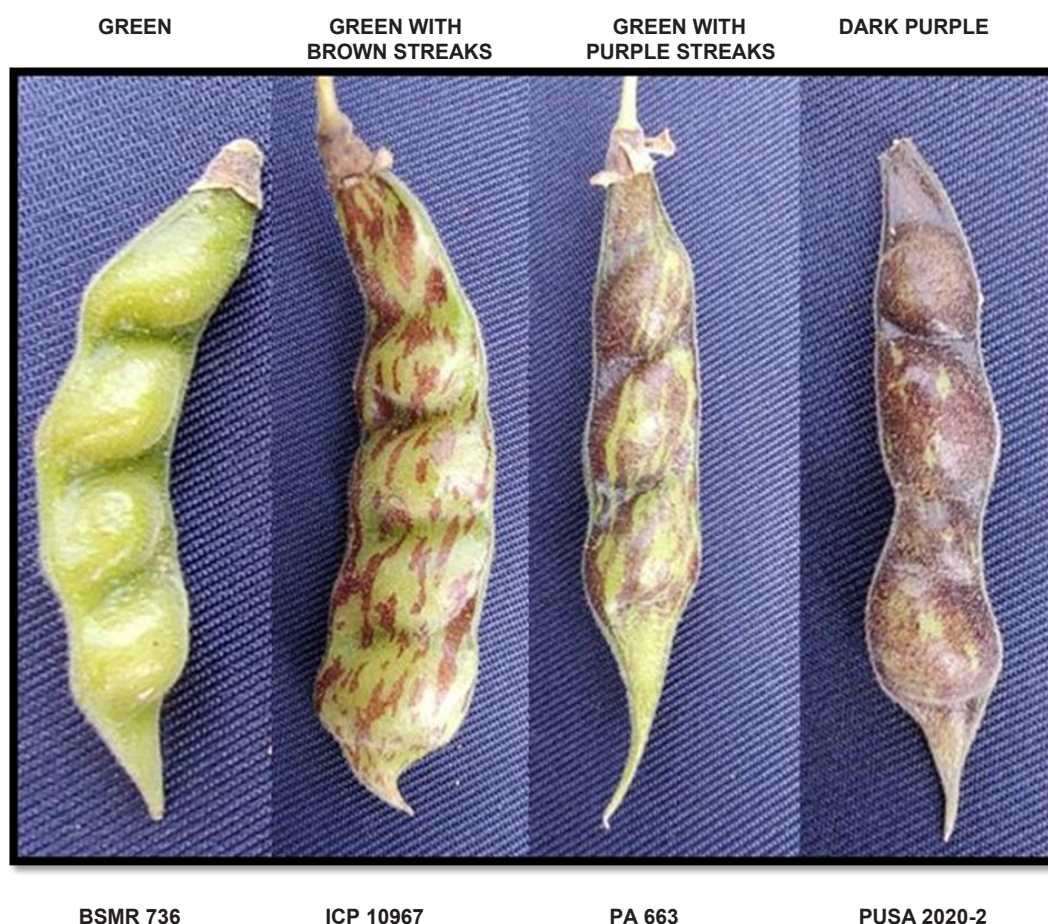 GREEN
GREEN WITH
BROWN STREAKS
GREEN WITH
PURPLE STREAKS
DARK PURPLE
BSMR 736
ICP 10967
PA 663
PUSA 2020-2